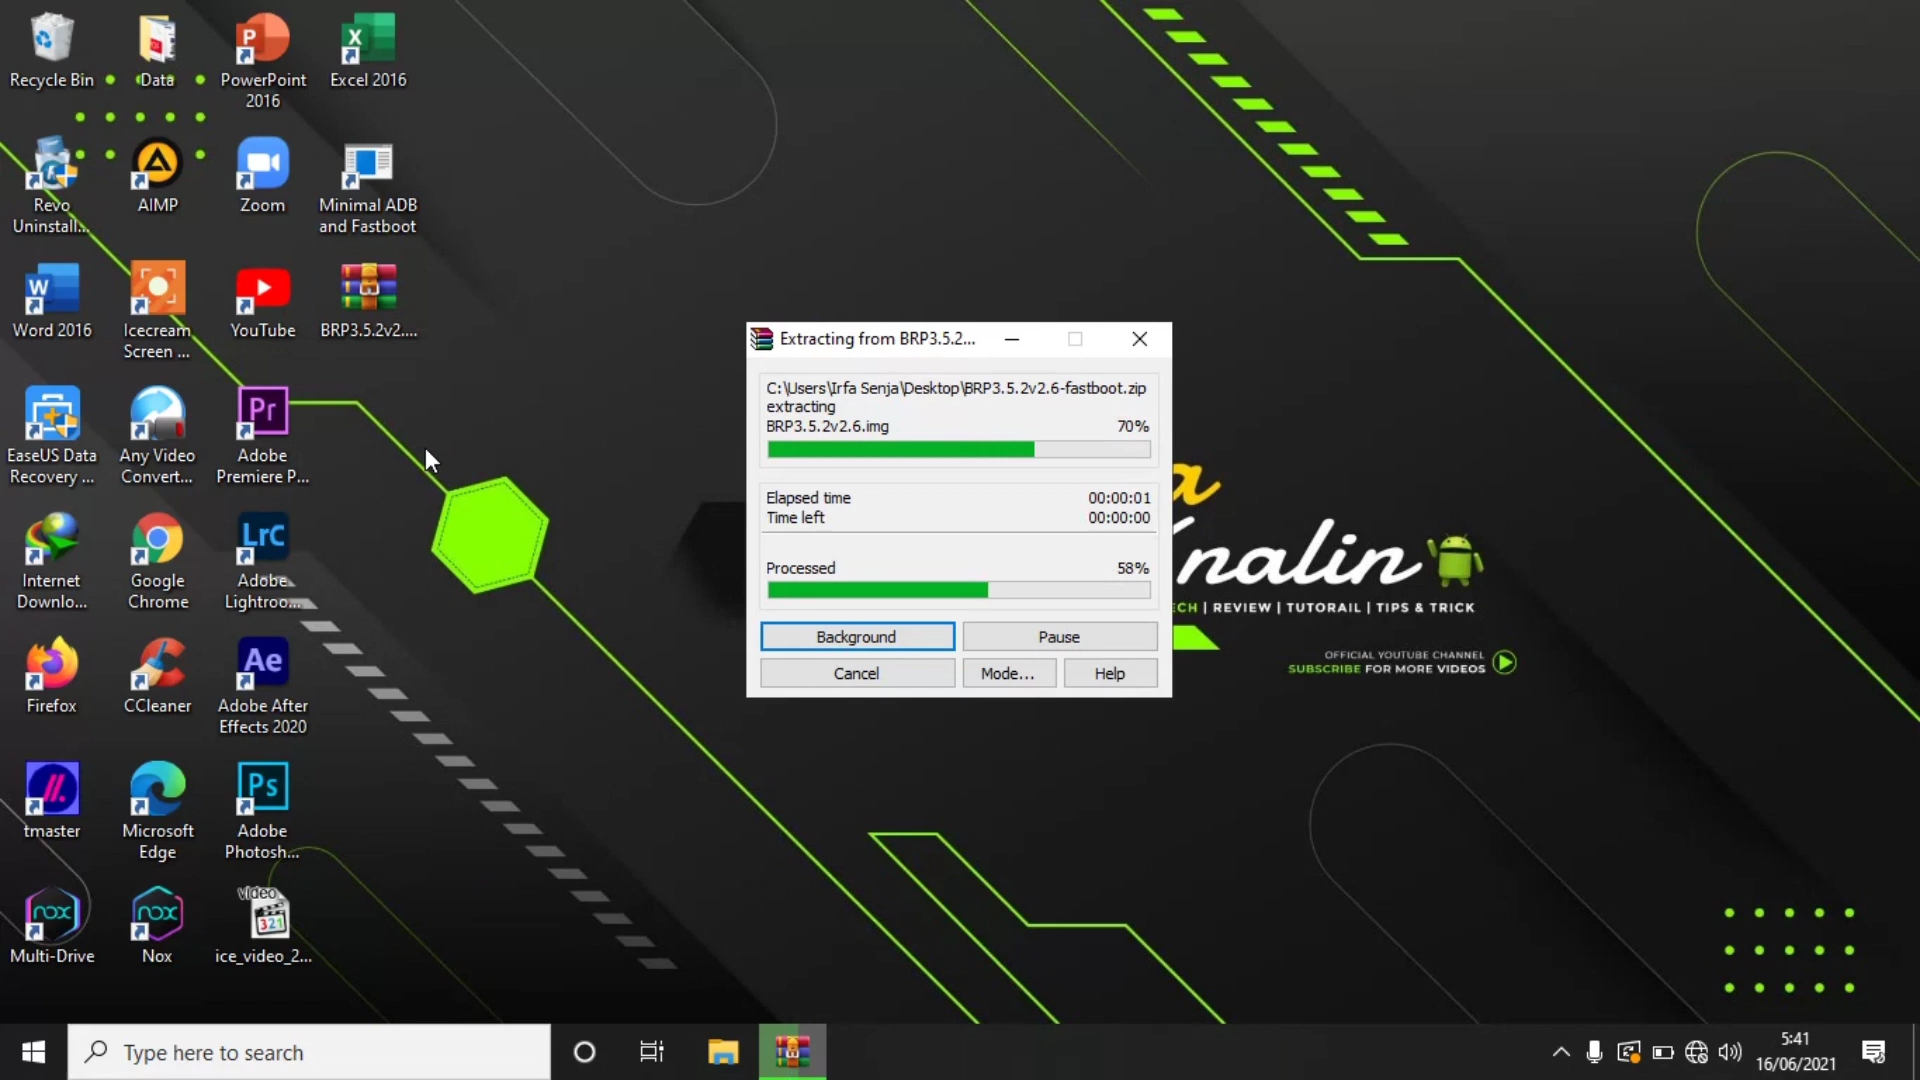 Recycle Bin
Data
PowerPoint
2016
Excel 2016
Revo
Uninstall...
AIMP
Zoom
Minimal ADB
and Fastboot
Word 2016
Icecream
Screen ...
YouTube
BRP3.5.2v2....
EaseUS Data
Recovery ...
Any Video
Convert...
Adobe
Premiere P...
Internet
Downlo...
Google
Chrome
Adobe
Lightroo...
Firefox
CCleaner
Adobe After
Effects 2020
tmaster
Microsoft
Edge
Adobe
Photosh...
Multi-Drive
Nox
video
321
ice_video_2...
Extracting from BRP3.5.2...
C:\Users\Irfa Senja\Desktop\BRP3.5.2v2.6-fastboot.zip
extracting
BRP3.5.2v2.6.img 70%
Elapsed time 00:00:01
Time left 00:00:00
Processed 58%
Background Pause
Cancel Mode... Help
nalin
| REVIEW | TUTORAIL | TIPS & TRICK
OFFICIAL YOUTUBE CHANNEL
SUBSCRIBE FOR MORE VIDEOS
Type here to search
5:41
16/06/2021